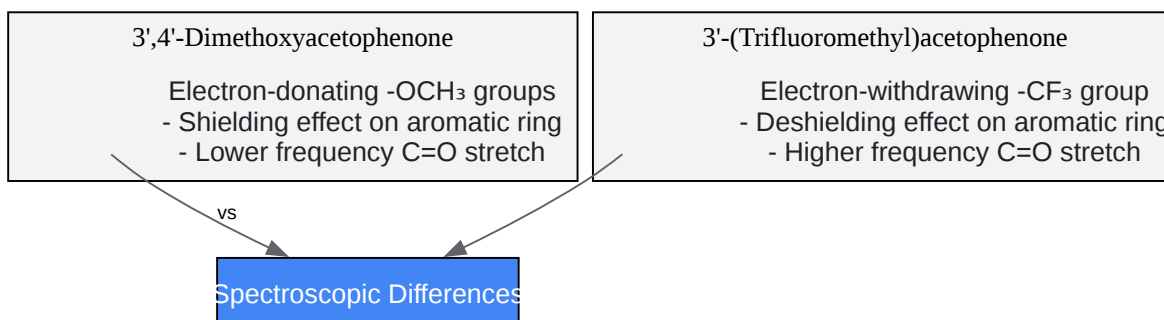 3',4'-Dimethoxyacetophenone
Electron-donating -OCH₃ groups
- Shielding effect on aromatic ring
- Lower frequency C=O stretch
3'-(Trifluoromethyl)acetophenone
Electron-withdrawing -CF₃ group
- Deshielding effect on aromatic ring
- Higher frequency C=O stretch
vs
Spectroscopic Differences